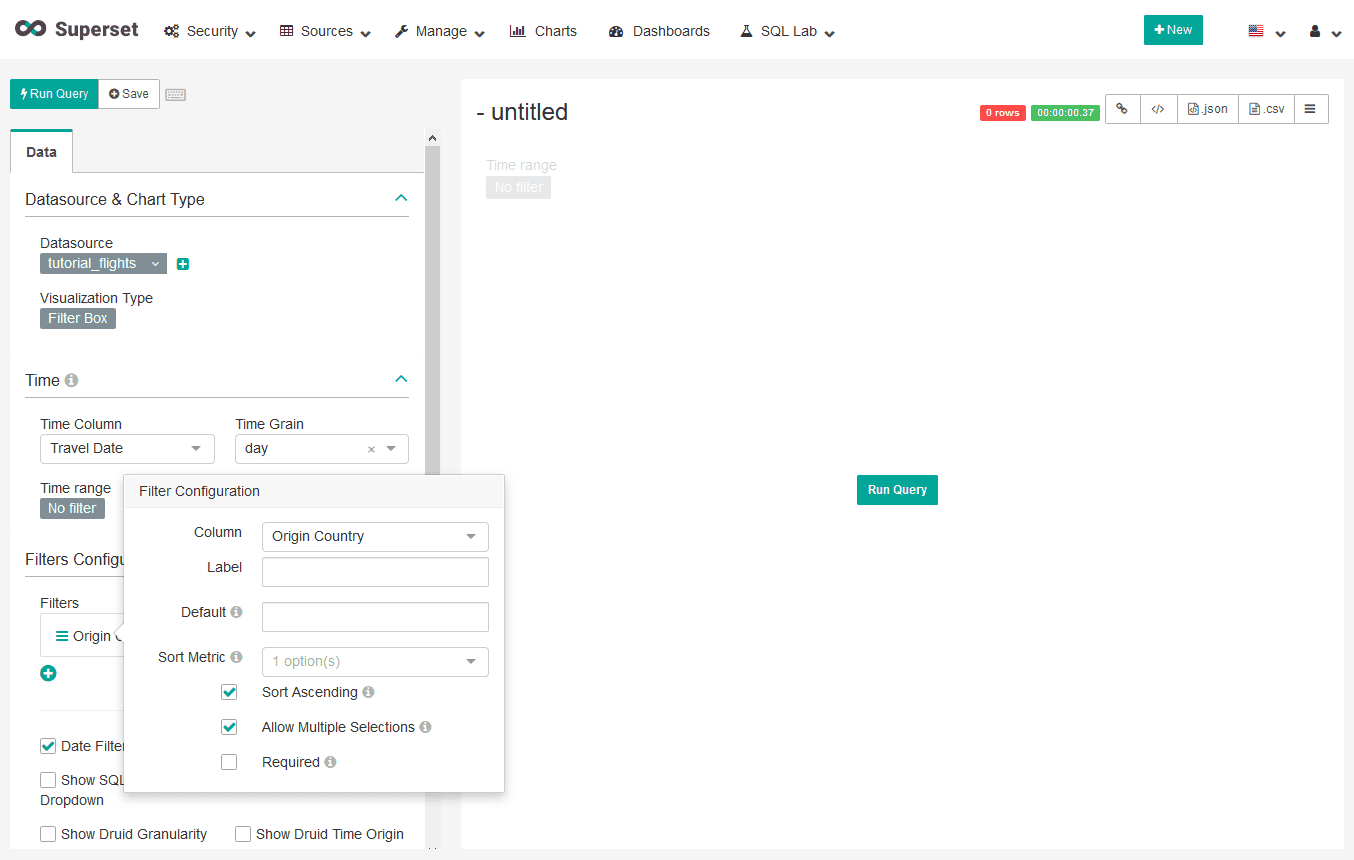 Superset Security Sources Manage Charts Dashboards SQL Lab New
Run Query Save
- untitled
0 rows 00:00:00.37 </> .json .csv
Data
Time range
No filter
Datasource & Chart Type
Datasource
tutorial_flights
Visualization Type
Filter Box
Time
Time Column Time Grain
Travel Date day ×
Time range
No filter
Filter Configuration
Column Origin Country
Label
Default
Sort Metric 1 option(s)
Sort Ascending
Allow Multiple Selections
Required
Run Query
Filters Configu
Filters
Origin
Date Filter
Show SQL
Dropdown
Show Druid Granularity Show Druid Time Origin